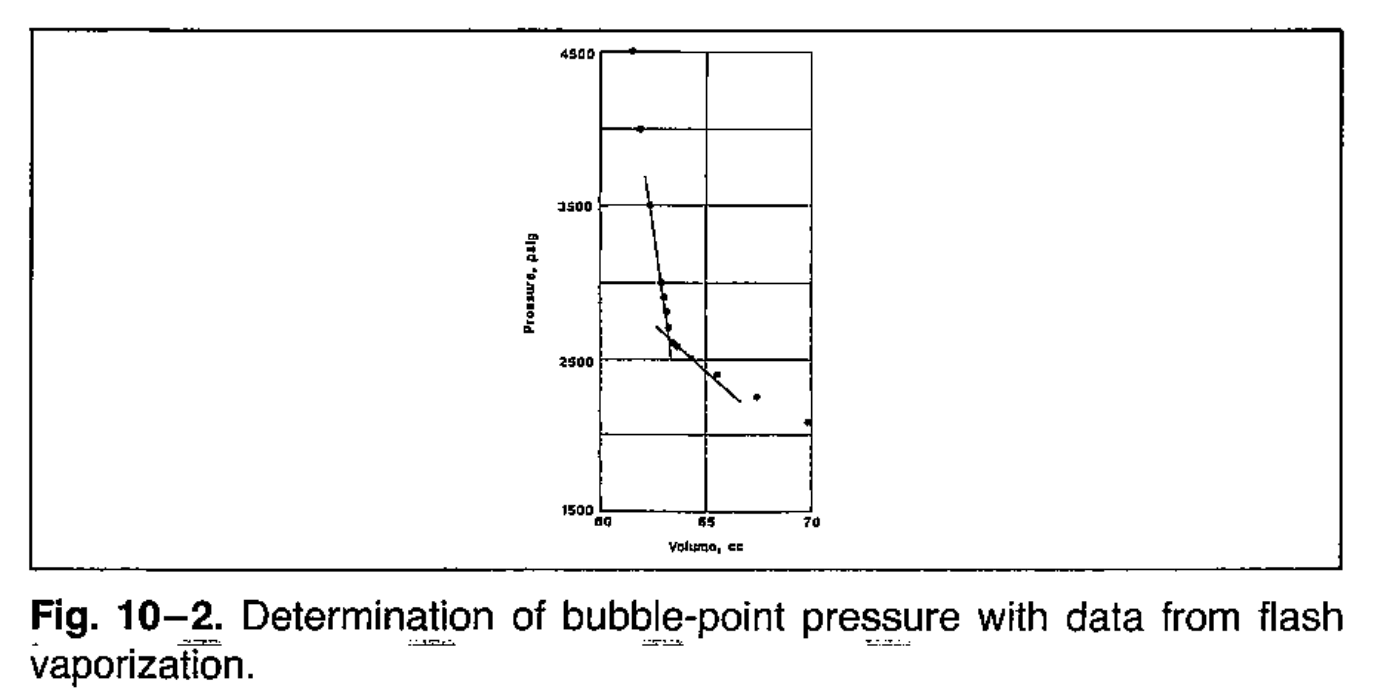 4500
3500
Pressure, psig
2500
1500
60
65
70
Volume, cc
Fig. 10–2. Determination of bubble-point pressure with data from flash
vaporization.